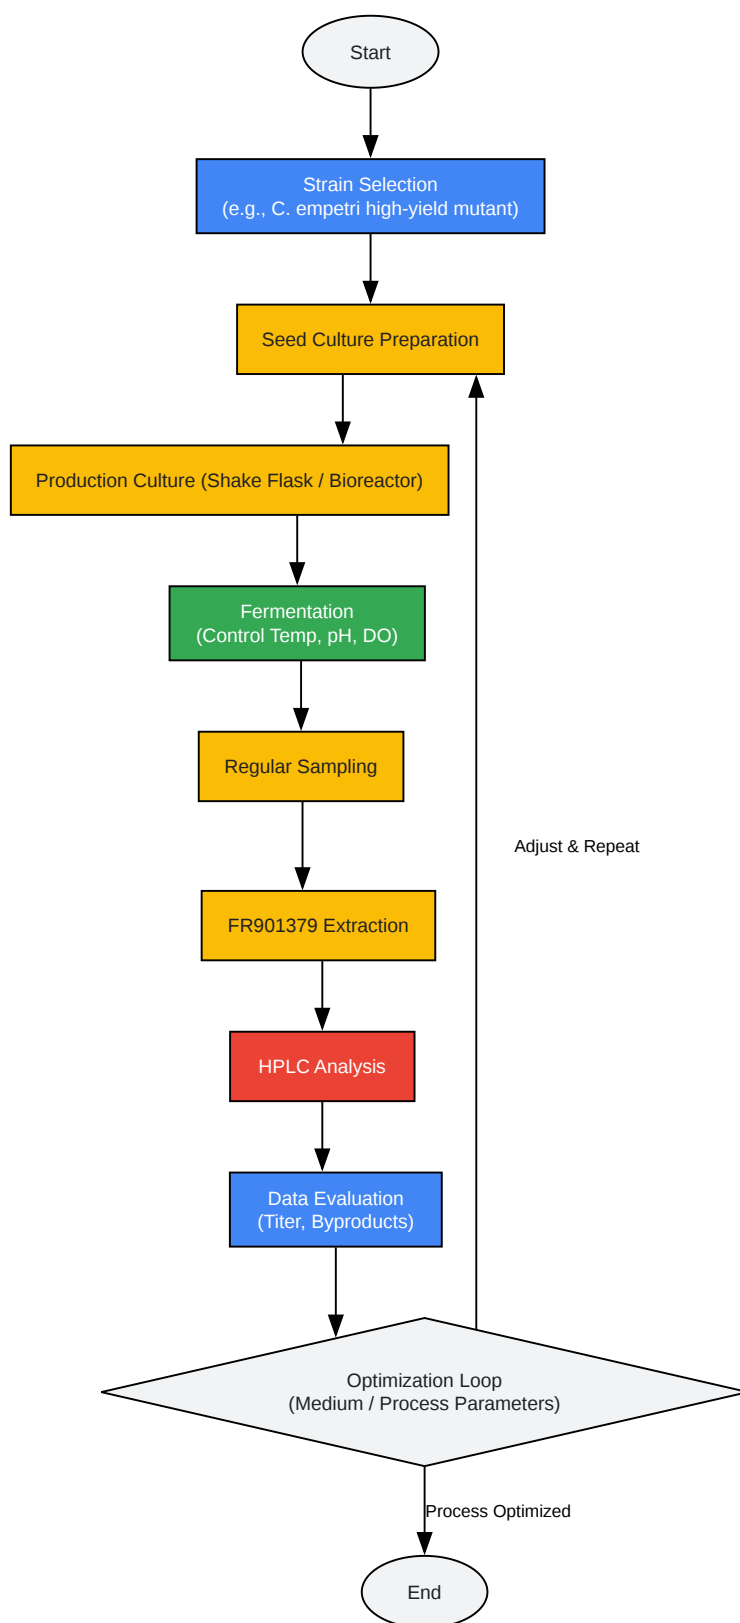 Start
Strain Selection
(e.g., C. empetri high-yield mutant)
Seed Culture Preparation
Production Culture (Shake Flask / Bioreactor)
Fermentation
(Control Temp, pH, DO)
Regular Sampling
Adjust & Repeat
FR901379 Extraction
HPLC Analysis
Data Evaluation
(Titer, Byproducts)
Optimization Loop
(Medium / Process Parameters)
Process Optimized
End